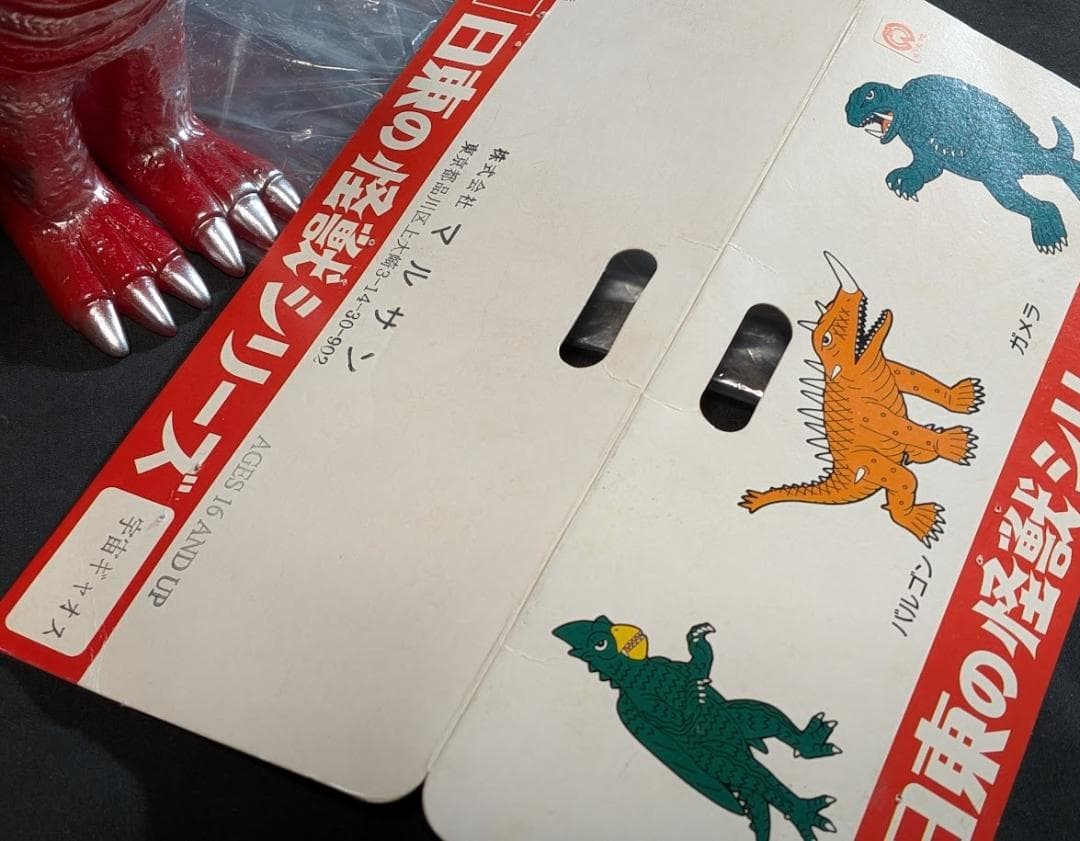 日東の怪獣シリーズ
株式会社 マルサン
東京都品川区上大崎3-14-30-902
AGES 16 AND UP
宇宙ギャオス
ガメラ
バルゴン
日東の怪獣シリ